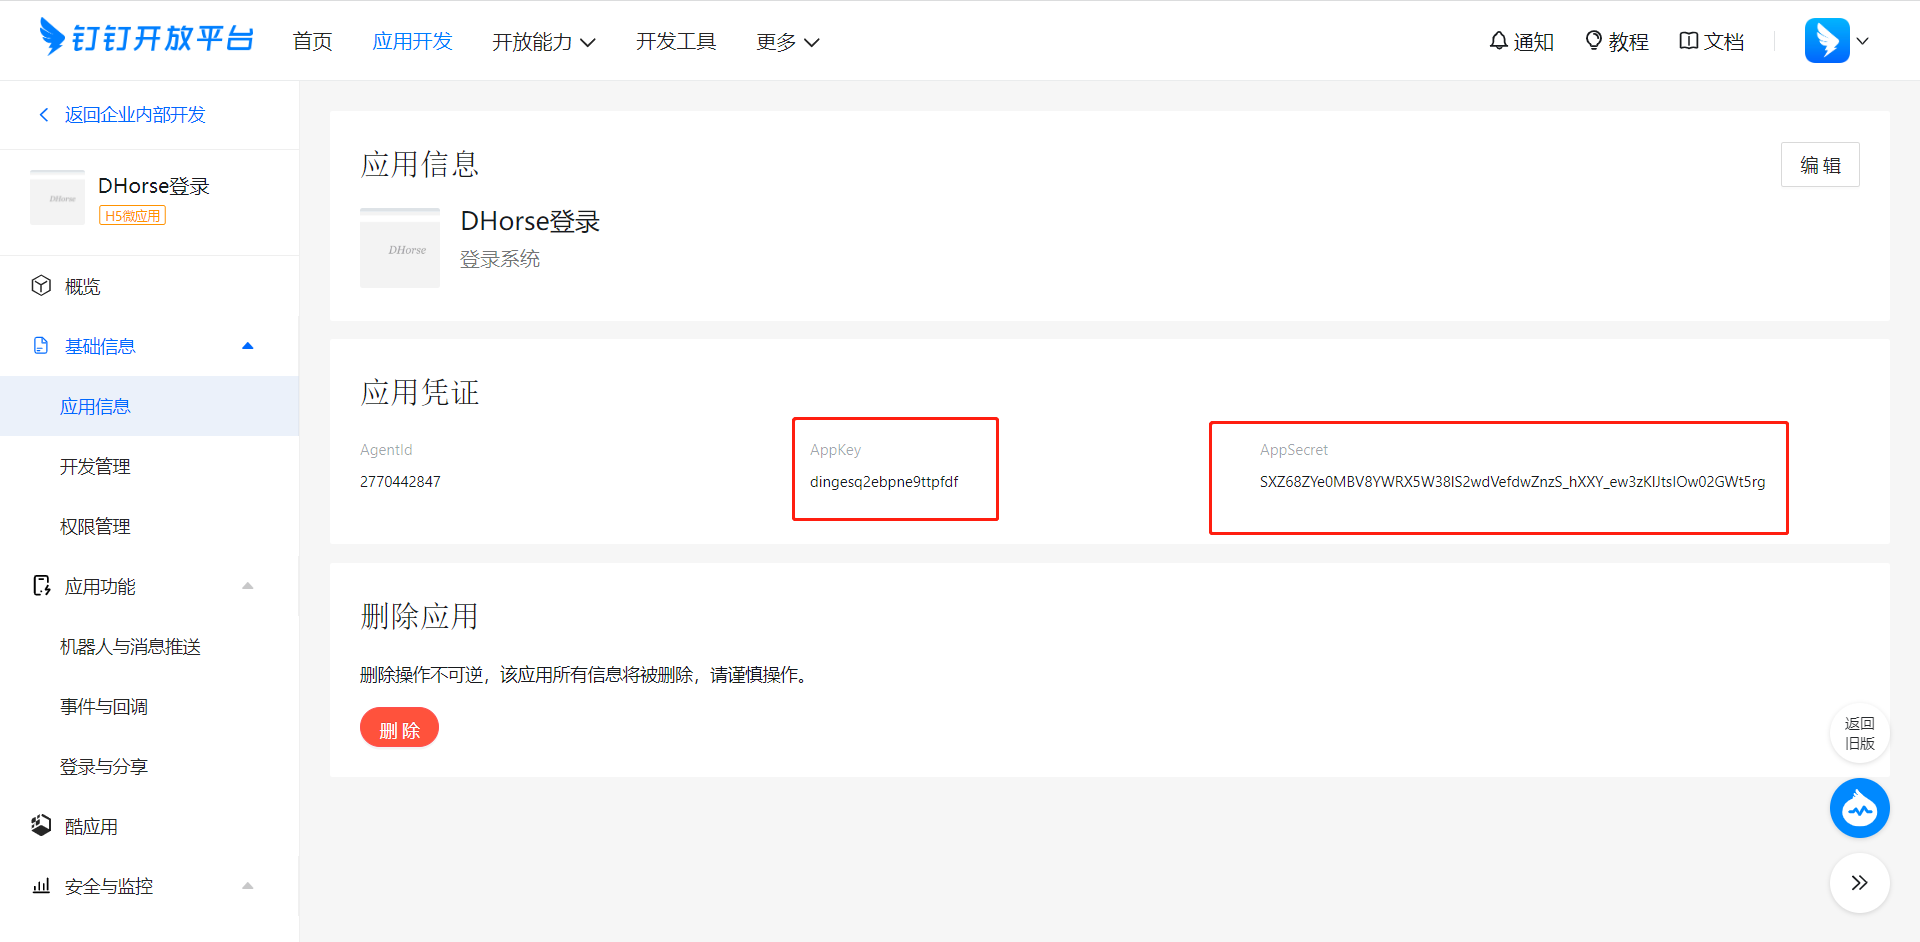 钉钉开放平台
首页 应用开发 开放能力 开发工具 更多
通知 教程 文档
返回企业内部开发
DHorse
DHorse登录
H5微应用
概览
基础信息
应用信息
开发管理
权限管理
应用功能
机器人与消息推送
事件与回调
登录与分享
酷应用
安全与监控
应用信息
编 辑
DHorse
DHorse登录
登录系统
应用凭证
AgentId
2770442847
AppKey
dingesq2ebpne9ttpfdf
AppSecret
删除应用
删除操作不可逆，该应用所有信息将被删除，请谨慎操作。
删 除
返回
旧版